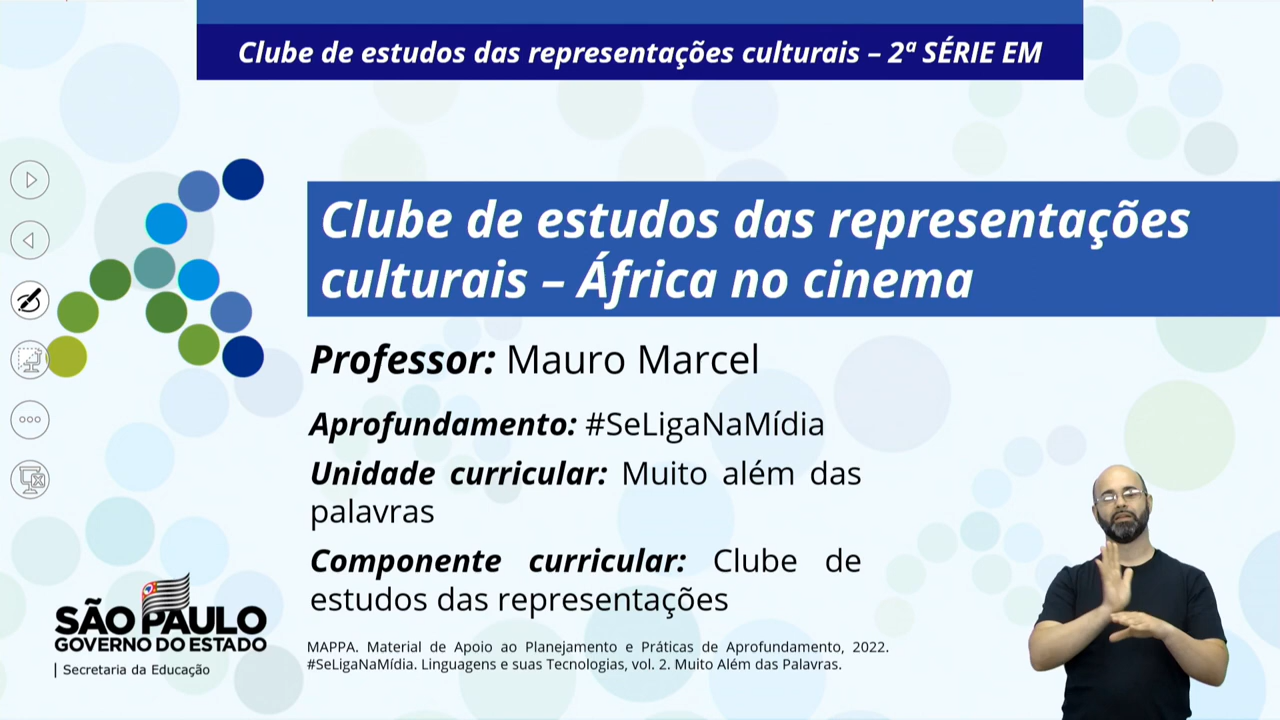 Clube de estudos das representações culturais – 2ª SÉRIE EM
Clube de estudos das representações
culturais – África no cinema
Professor: Mauro Marcel
Aprofundamento: #SeLigaNaMídia
Unidade curricular: Muito além das
palavras
Componente curricular: Clube de
estudos das representações
MAPPA. Material de Apoio ao Planejamento e Práticas de Aprofundamento, 2022.
#SeLigaNaMídia. Linguagens e suas Tecnologias, vol. 2. Muito Além das Palavras.
SÃO PAULO
GOVERNO DO ESTADO
Secretaria da Educação